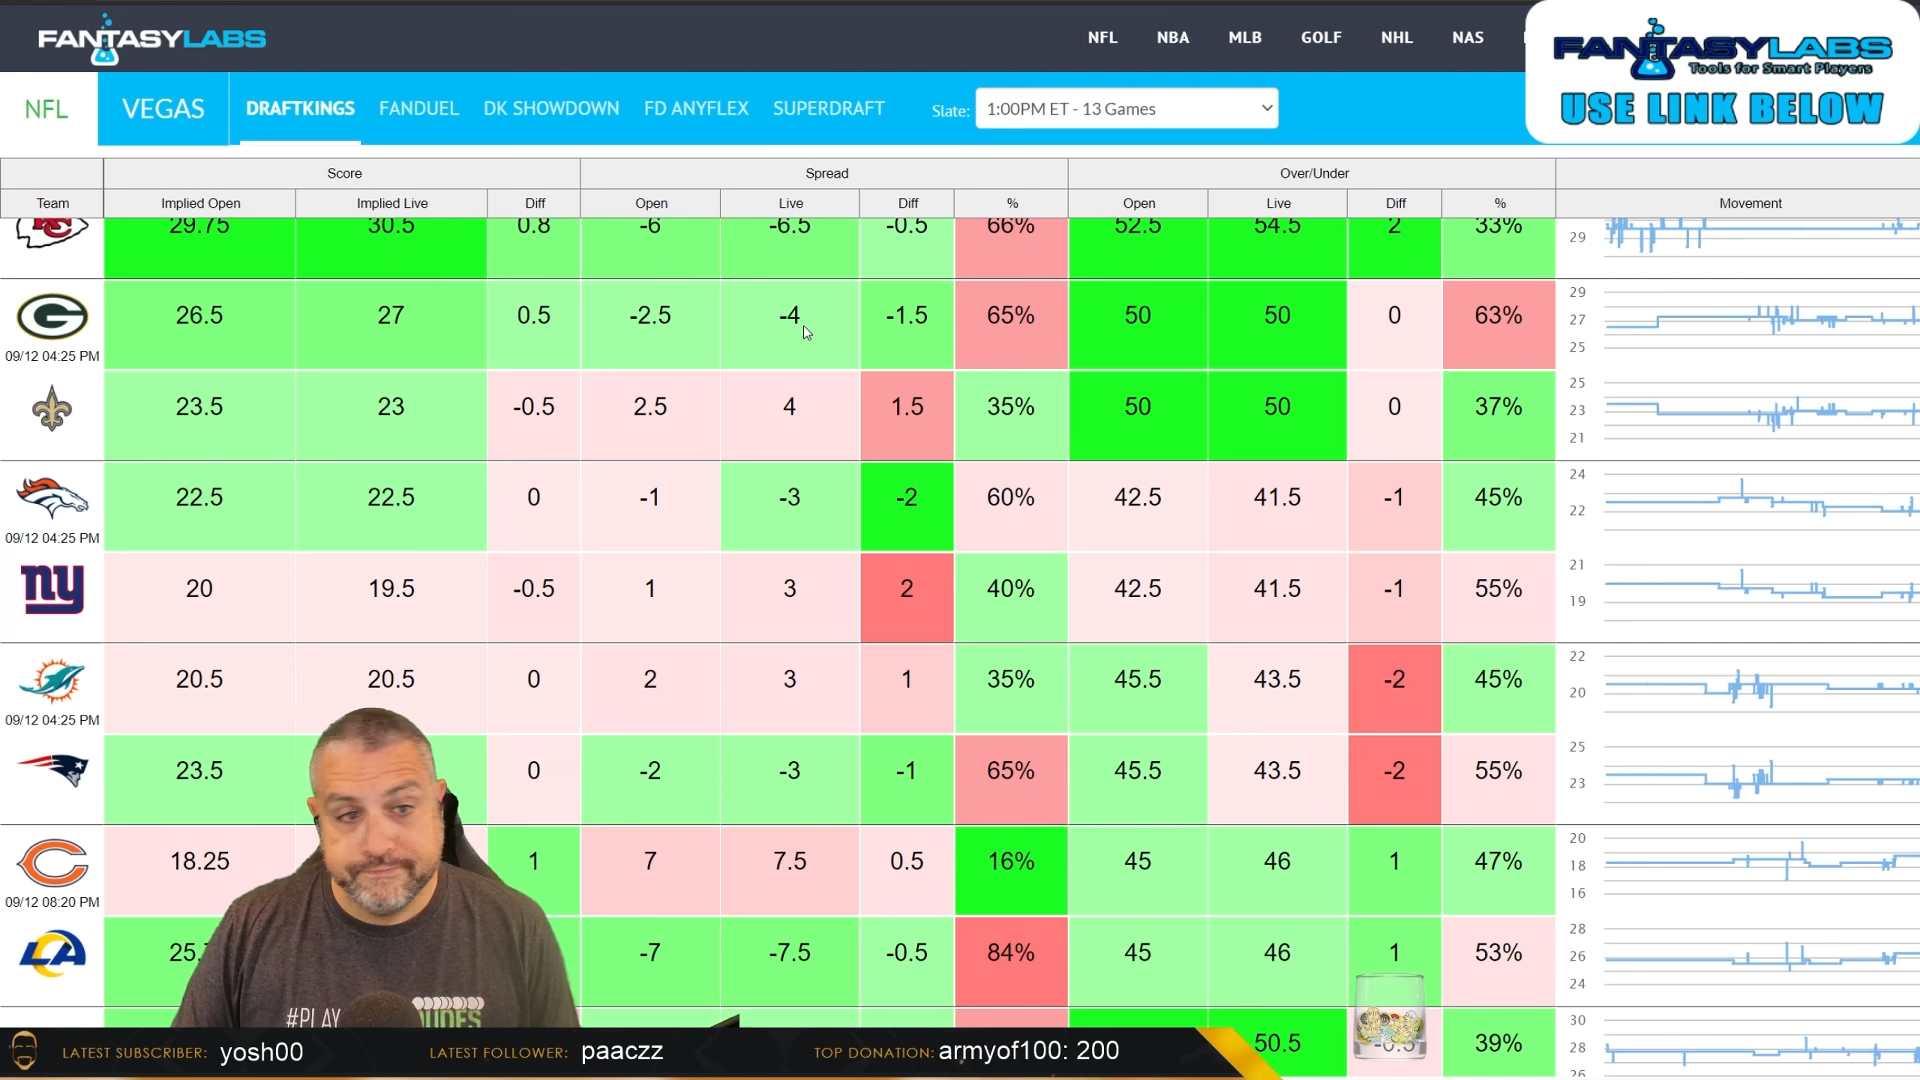 FANTASYLABS
NFL NBA MLB GOLF NHL NAS
FANTASYLABS
Tools for Smart Players
USE LINK BELOW
NFL VEGAS DRAFTKINGS FANDUEL DK SHOWDOWN FD ANYFLEX SUPERDRAFT Slate: 1:00PM ET - 13 Games
Score Spread Over/Under
Team Implied Open Implied Live Diff Open Live Diff % Open Live Diff % Movement
KC 29.75 30.5 0.8 -6 -6.5 -0.5 66% 52.5 54.5 2 33% 29
G 26.5 27 0.5 -2.5 -4 -1.5 65% 50 50 0 63% 29 27 25
09/12 04:25 PM
23.5 23 -0.5 2.5 4 1.5 35% 50 50 0 37% 25 23 21
22.5 22.5 0 -1 -3 -2 60% 42.5 41.5 -1 45% 24 22
09/12 04:25 PM
ny 20 19.5 -0.5 1 3 2 40% 42.5 41.5 -1 55% 21 19
20.5 20.5 0 2 3 1 35% 45.5 43.5 -2 45% 22 20
09/12 04:25 PM
23.5 0 -2 -3 -1 65% 45.5 43.5 -2 55% 25 23
C 18.25 1 7 7.5 0.5 16% 45 46 1 47% 20 18 16
09/12 08:20 PM
LA 25. -7 -7.5 -0.5 84% 45 46 1 53% 28 26 24
50.5 -0.5 39% 30 28 26
#PLAY
DUDES
LATEST SUBSCRIBER: yosh00 LATEST FOLLOWER: paaczz TOP DONATION: armyof100: 200